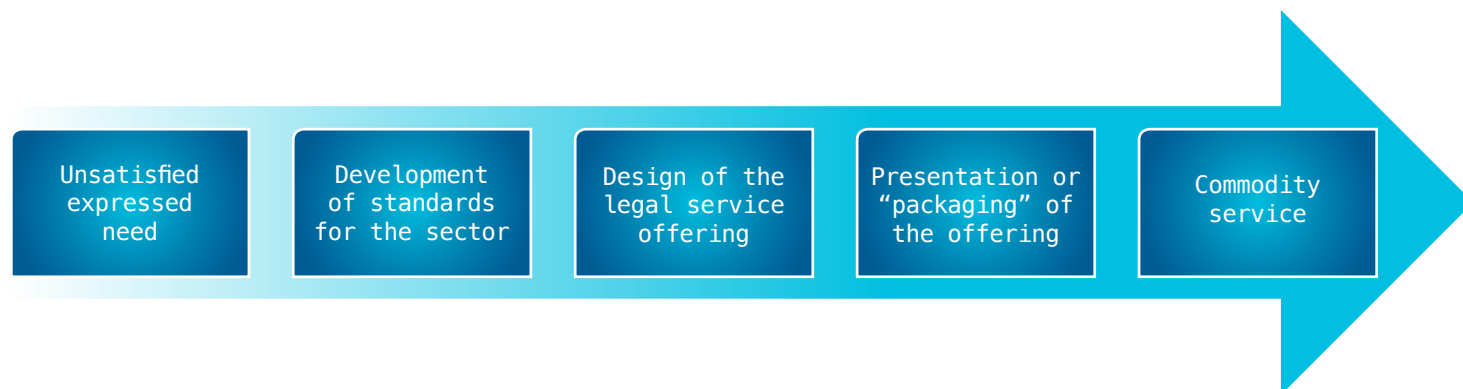 Unsatisfied
expressed
need
Development
of standards
for the sector
Design of the
legal service
offering
Presentation or
“packaging” of
the offering
Commodity
service